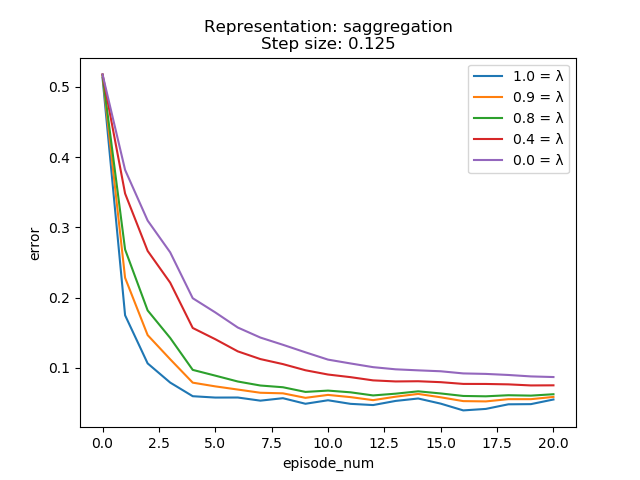 Representation: saggregation
Step size: 0.125
1.0 = λ
0.9 = λ
0.8 = λ
0.4 = λ
0.0 = λ
error
0.5
0.4
0.3
0.2
0.1
0.0 2.5 5.0 7.5 10.0 12.5 15.0 17.5 20.0
episode_num